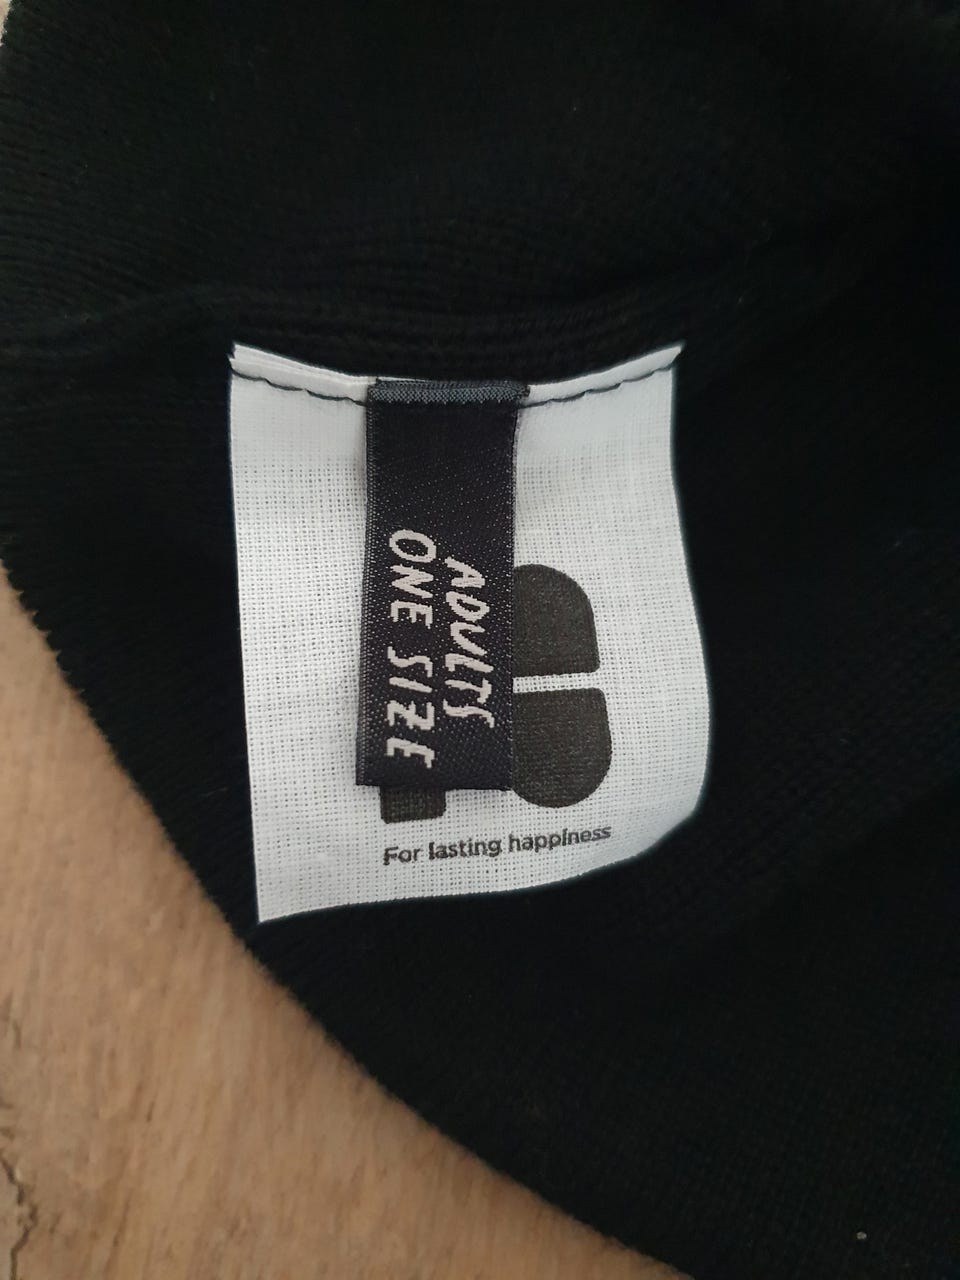 ADULTS
ONE SIZE
For lasting happiness